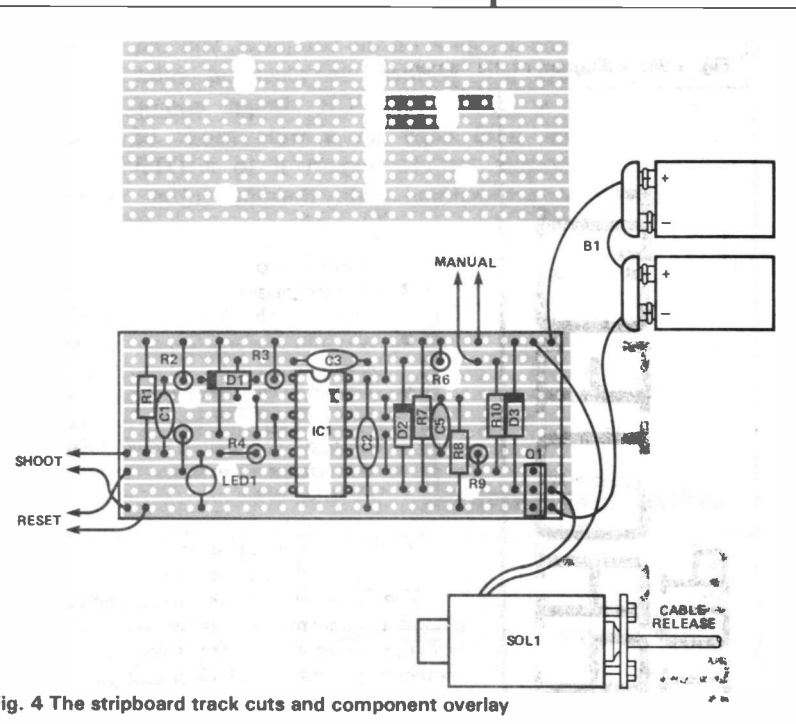 +
−
B1
+
−
MANUAL
R2
R3
C3
R6
D1
R1
C1
IC1
C2
D2
R7
C5
R10
D3
R4
R8
Q1
SHOOT
LED1
R9
RESET
CABLE
RELEASE
SOL1
ig. 4 The stripboard track cuts and component overlay